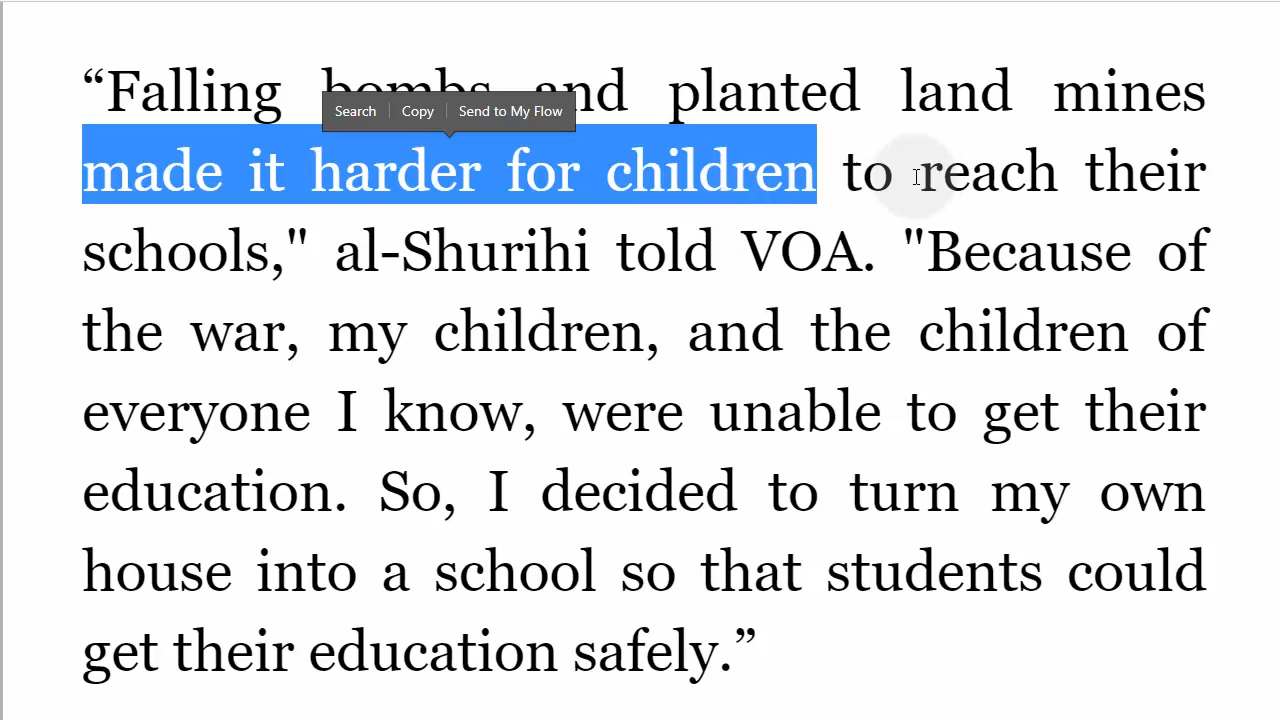 “Falling bombs and planted land mines
Search Copy Send to My Flow
made it harder for children to reach their
schools," al-Shurihi told VOA. "Because of
the war, my children, and the children of
everyone I know, were unable to get their
education. So, I decided to turn my own
house into a school so that students could
get their education safely.”